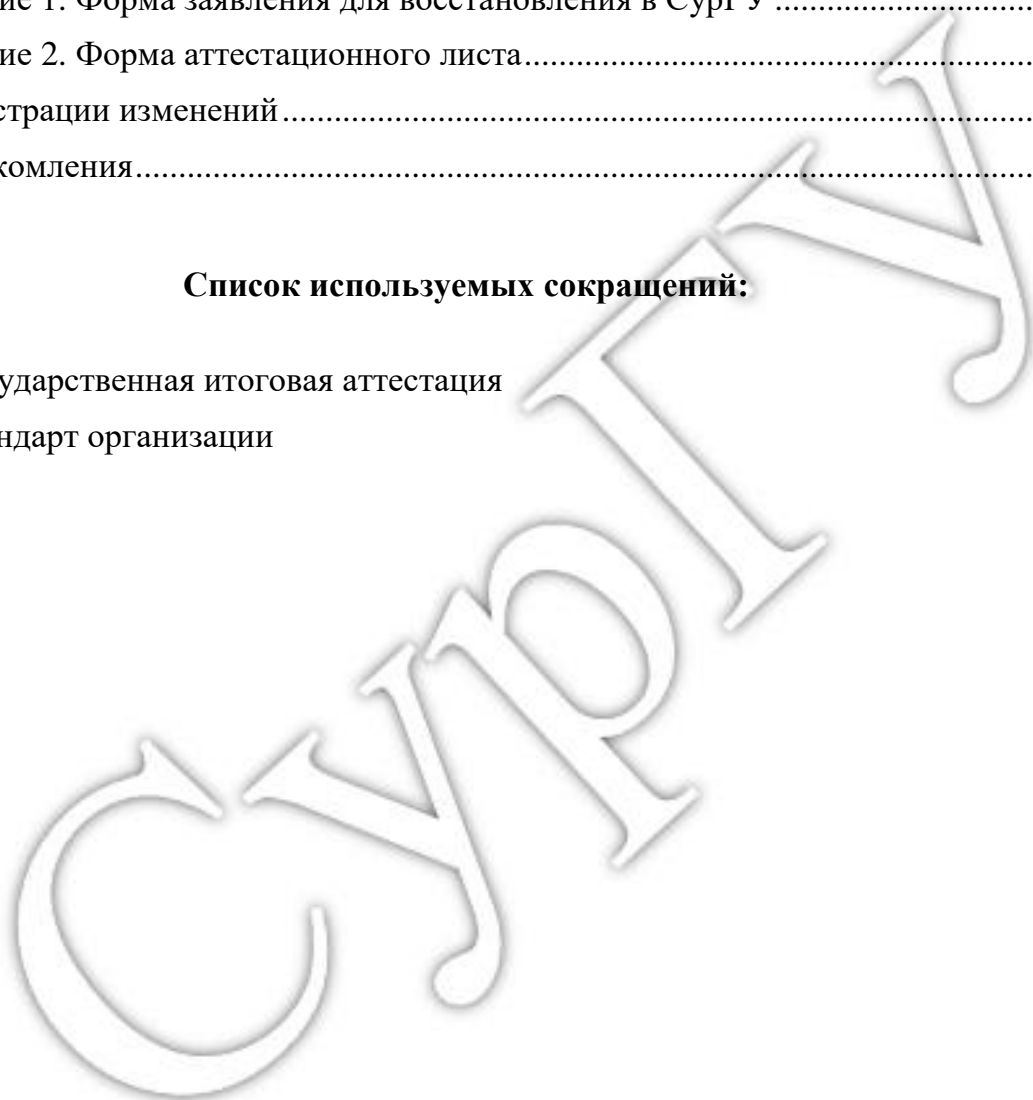 ие 1. Форма заявления для восстановления в СурГУ ...............................
ие 2. Форма аттестационного листа...............................................................
страции изменений.............................................................................................
комления................................................................................................................
Список используемых сокращений:
ударственная итоговая аттестация
ндарт организации
СурГУ